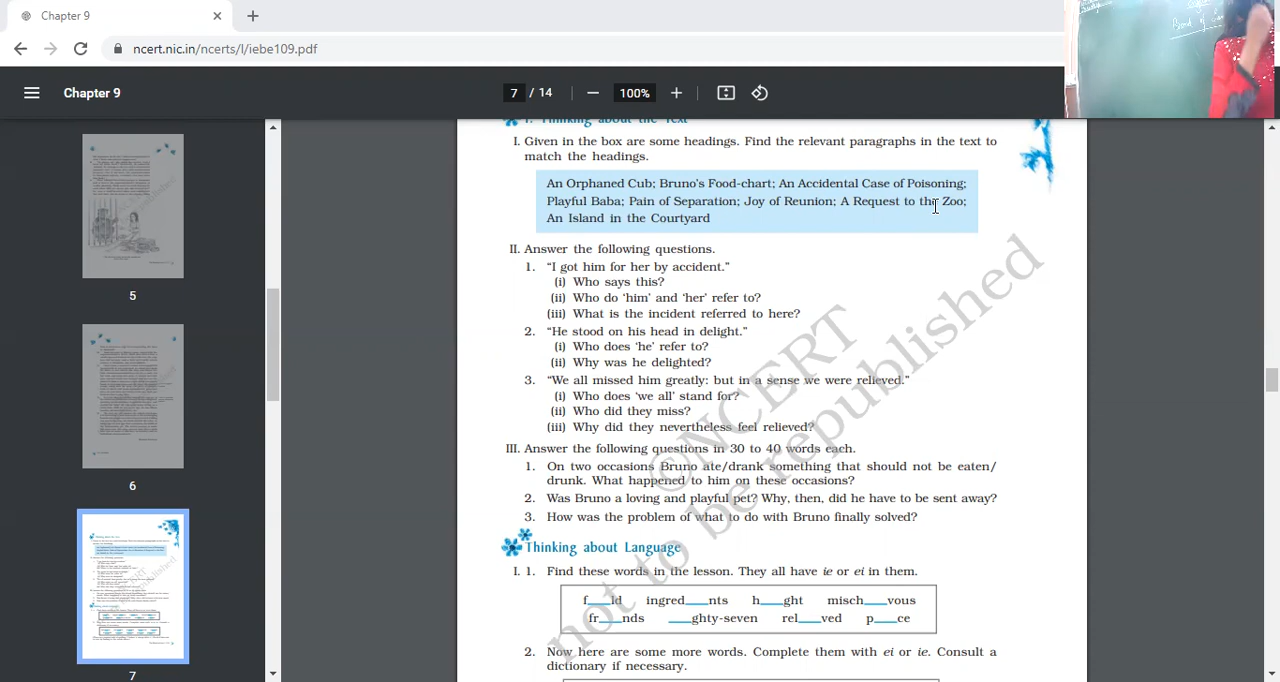 Chapter 9
ncert.nic.in/ncerts/l/iebe109.pdf
Chapter 9
7 / 14
100%
5
6
7
I. Thinking about the Text
I. Given in the box are some headings. Find the relevant paragraphs in the text to
match the headings.
An Orphaned Cub; Bruno's Food-chart; An Accidental Case of Poisoning;
Playful Baba; Pain of Separation; Joy of Reunion; A Request to the Zoo;
An Island in the Courtyard
II. Answer the following questions.
1. “I got him for her by accident.”
(i) Who says this?
(ii) Who do ‘him’ and ‘her’ refer to?
(iii) What is the incident referred to here?
2. “He stood on his head in delight.”
(i) Who does ‘he’ refer to?
(ii) Why was he delighted?
3. “We all missed him greatly: but in a sense we were relieved.”
(i) Who does ‘we all’ stand for?
(ii) Who did they miss?
(iii) Why did they nevertheless feel relieved?
III. Answer the following questions in 30 to 40 words each.
1. On two occasions Bruno ate/drank something that should not be eaten/
drunk. What happened to him on these occasions?
2. Was Bruno a loving and playful pet? Why, then, did he have to be sent away?
3. How was the problem of what to do with Bruno finally solved?
Thinking about Language
I. 1. Find these words in the lesson. They all have ie or ei in them.
___id ingred___nts h___ght misch___vous
fr___nds ___ghty-seven rel___ved p___ce
2. Now here are some more words. Complete them with ei or ie. Consult a
dictionary if necessary.
©NCERT
not to be republished